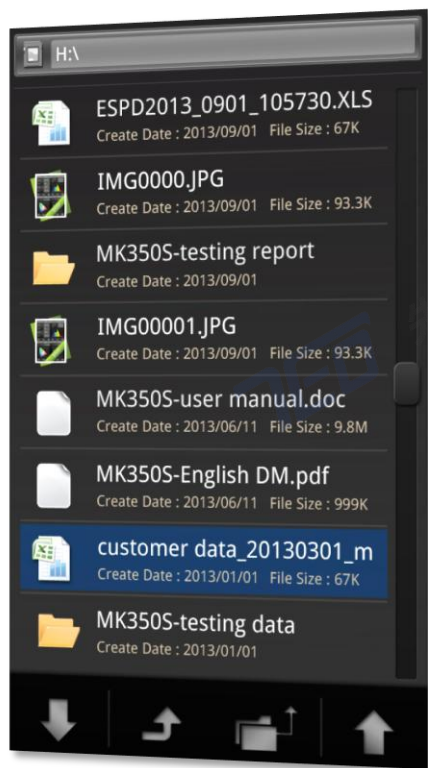 H:\
ESPD2013_0901_105730.XLS
Create Date : 2013/09/01 File Size : 67K
IMG0000.JPG
Create Date : 2013/09/01 File Size : 93.3K
MK350S-testing report
Create Date : 2013/09/01
IMG00001.JPG
Create Date : 2013/09/01 File Size : 93.3K
MK350S-user manual.doc
Create Date : 2013/06/11 File Size : 9.8M
MK350S-English DM.pdf
Create Date : 2013/06/11 File Size : 999K
customer data_20130301_m
Create Date : 2013/01/01 File Size : 67K
MK350S-testing data
Create Date : 2013/01/01